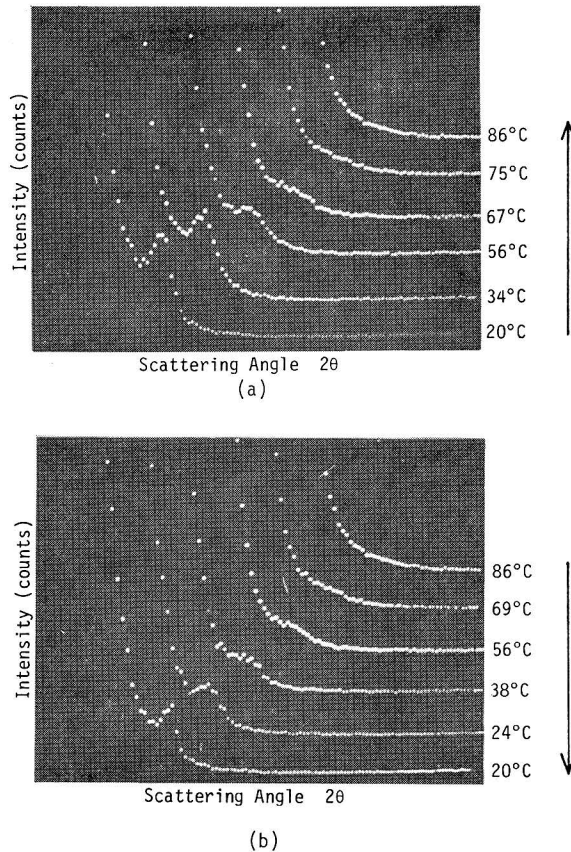 Intensity (counts)
86°C
75°C
67°C
56°C
34°C
20°C
Scattering Angle 2θ
(a)
Intensity (counts)
86°C
69°C
56°C
38°C
24°C
20°C
Scattering Angle 2θ
(b)